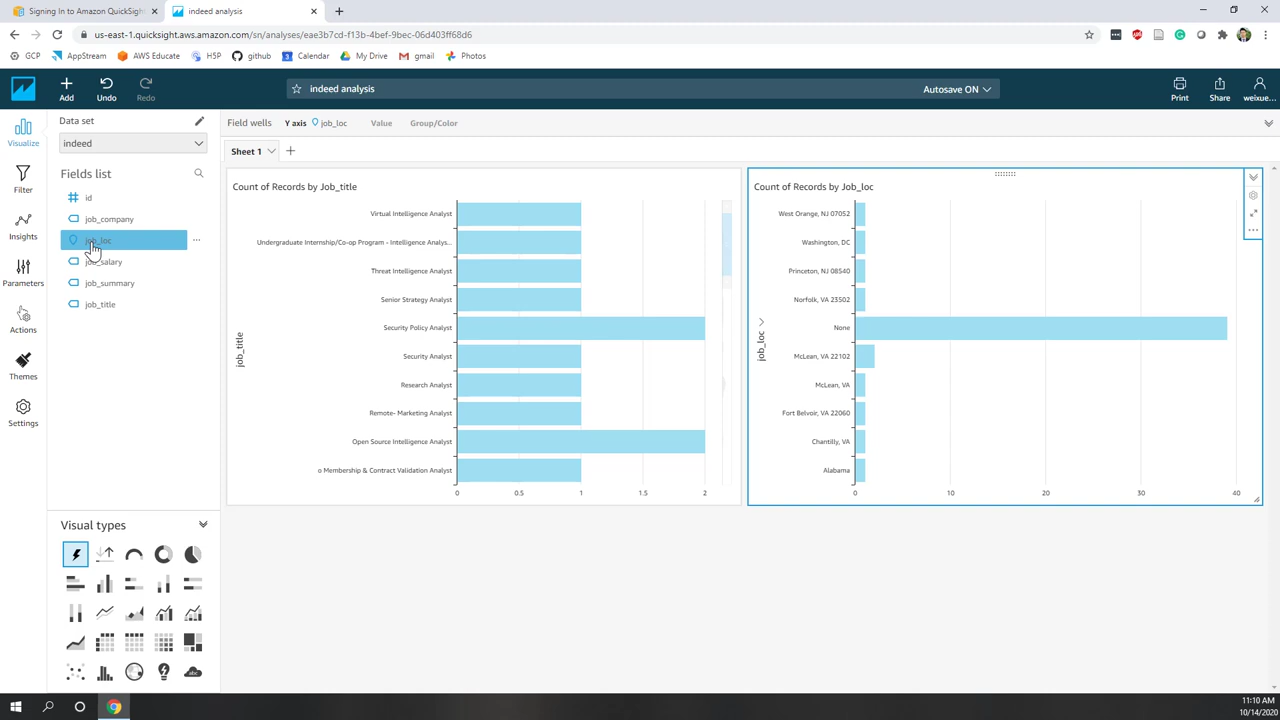 Signing In to Amazon QuickSigh
indeed analysis
us-east-1.quicksight.aws.amazon.com/sn/analyses/eae3b7cd-f13b-4bef-9bec-06d403ff68d6
GCP
AppStream
AWS Educate
H5P
github
Calendar
My Drive
gmail
Photos
Add
Undo
Redo
indeed analysis
Autosave ON
Print
Share
weixue...
Visualize
Filter
Insights
Parameters
Actions
Themes
Settings
Data set
indeed
Fields list
id
job_company
job_loc
job_salary
job_summary
job_title
Visual types
abc
Field wells
Y axis
job_loc
Value
Group/Color
Sheet 1
Count of Records by Job_title
job_title
Virtual Intelligence Analyst
Undergraduate Internship/Co-op Program - Intelligence Analys...
Threat Intelligence Analyst
Senior Strategy Analyst
Security Policy Analyst
Security Analyst
Research Analyst
Remote- Marketing Analyst
Open Source Intelligence Analyst
o Membership & Contract Validation Analyst
0 0.5 1 1.5 2
Count of Records by Job_loc
job_loc
West Orange, NJ 07052
Washington, DC
Princeton, NJ 08540
Norfolk, VA 23502
None
McLean, VA 22102
McLean, VA
Fort Belvoir, VA 22060
Chantilly, VA
Alabama
0 10 20 30 40
11:10 AM
10/14/2020